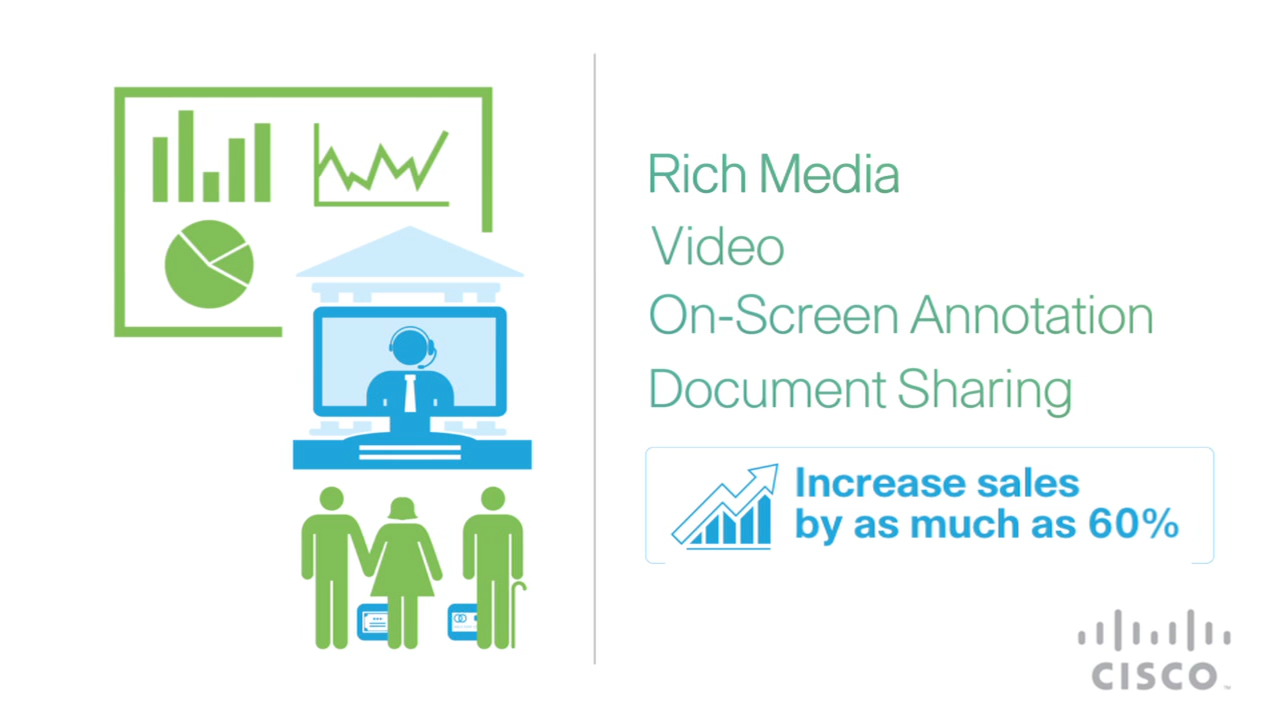 Rich Media
Video
On-Screen Annotation
Document Sharing
Increase sales
by as much as 60%
CISCO